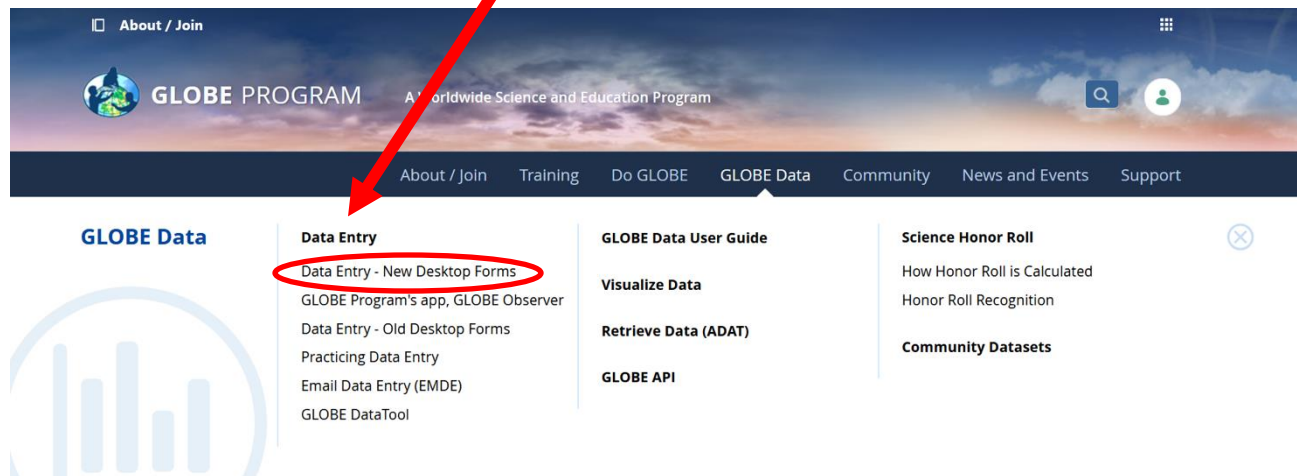 About / Join
GLOBE PROGRAM
A Worldwide Science and Education Program
About / Join Training Do GLOBE GLOBE Data Community News and Events Support
GLOBE Data
Data Entry
Data Entry - New Desktop Forms
GLOBE Program's app, GLOBE Observer
Data Entry - Old Desktop Forms
Practicing Data Entry
Email Data Entry (EMDE)
GLOBE DataTool
GLOBE Data User Guide
Visualize Data
Retrieve Data (ADAT)
GLOBE API
Science Honor Roll
How Honor Roll is Calculated
Honor Roll Recognition
Community Datasets